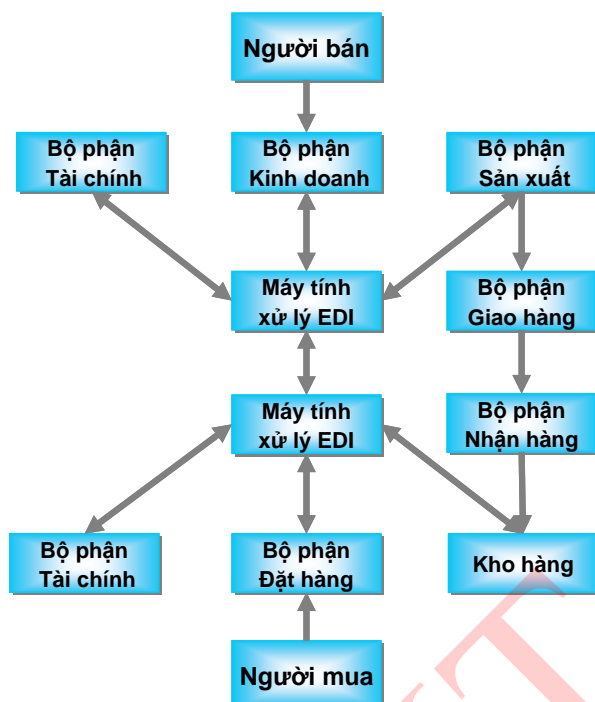 Người bán
Bộ phận
Tài chính
Bộ phận
Kinh doanh
Bộ phận
Sản xuất
Máy tính
xử lý EDI
Bộ phận
Giao hàng
Máy tính
xử lý EDI
Bộ phận
Nhận hàng
Bộ phận
Tài chính
Bộ phận
Đặt hàng
Kho hàng
Người mua